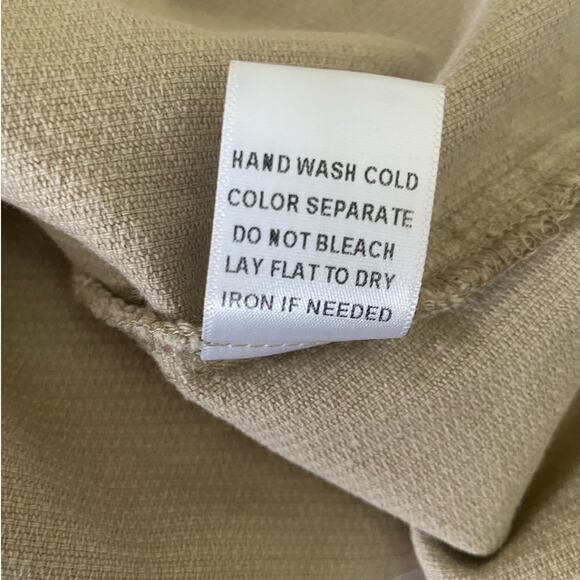 HAND WASH COLD
COLOR SEPARATE
DO NOT BLEACH
LAY FLAT TO DRY
IRON IF NEEDED